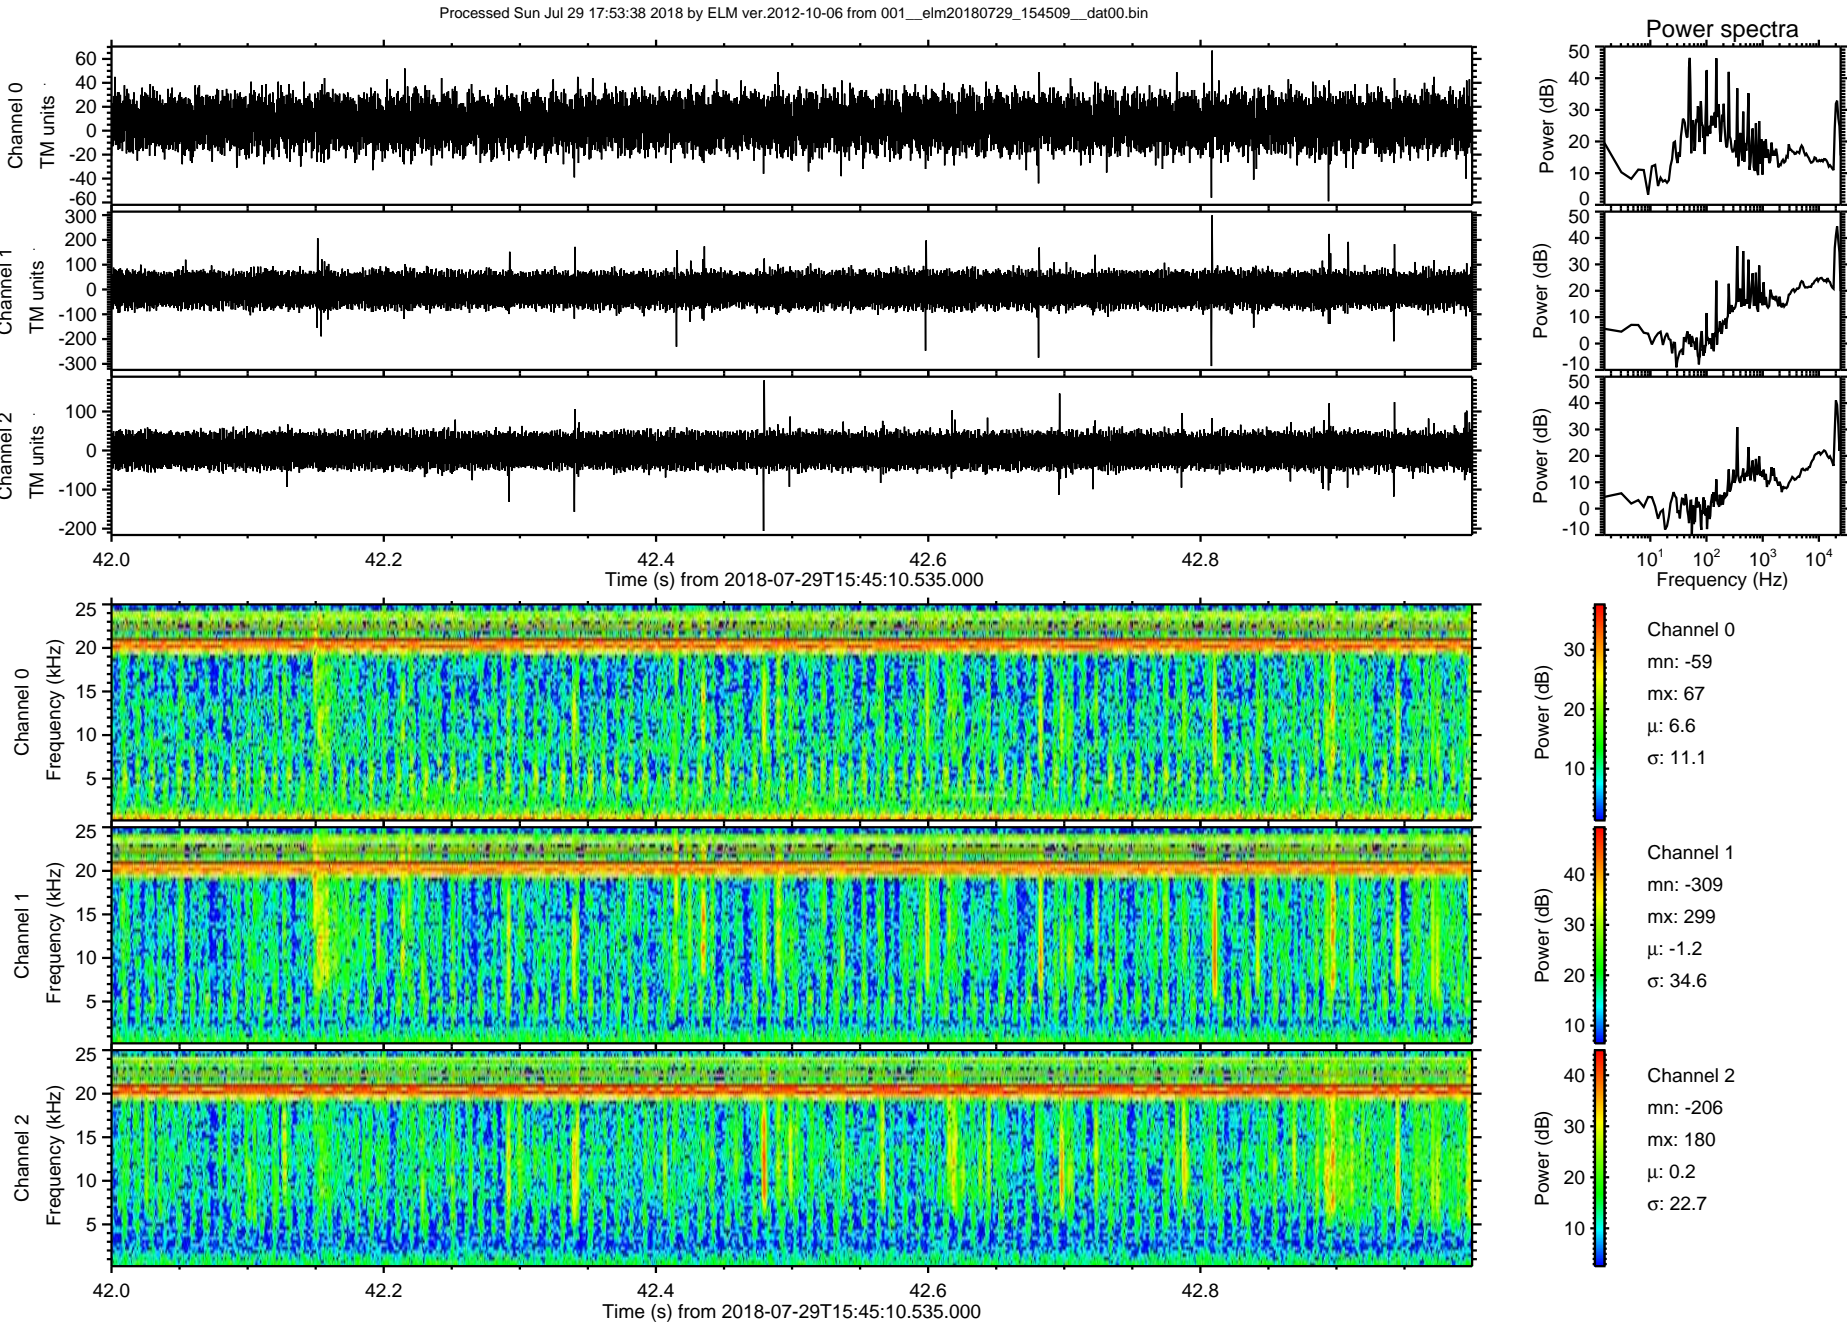 Processed Sun Jul 29 17:53:38 2018 by ELM ver.2012-10-06 from 001__elm20180729_154509__dat00.bin
Power spectra
Channel 0
TM units
60
40
20
0
-20
-40
-60
Power (dB)
50
40
30
20
10
0
Channel 1
TM units
300
200
100
0
-100
-200
-300
Power (dB)
50
40
30
20
10
0
-10
Channel 2
TM units
100
0
-100
-200
Power (dB)
50
40
30
20
10
0
-10
42.0 42.2 42.4 42.6 42.8
Time (s) from 2018-07-29T15:45:10.535.000
10¹ 10² 10³ 10⁴
Frequency (Hz)
Channel 0
Frequency (kHz)
25
20
15
10
5
Power (dB)
30
20
10
Channel 0
mn: -59
mx: 67
μ: 6.6
σ: 11.1
Channel 1
Frequency (kHz)
25
20
15
10
5
Power (dB)
40
30
20
10
Channel 1
mn: -309
mx: 299
μ: -1.2
σ: 34.6
Channel 2
Frequency (kHz)
25
20
15
10
5
Power (dB)
40
30
20
10
Channel 2
mn: -206
mx: 180
μ: 0.2
σ: 22.7
42.0 42.2 42.4 42.6 42.8
Time (s) from 2018-07-29T15:45:10.535.000